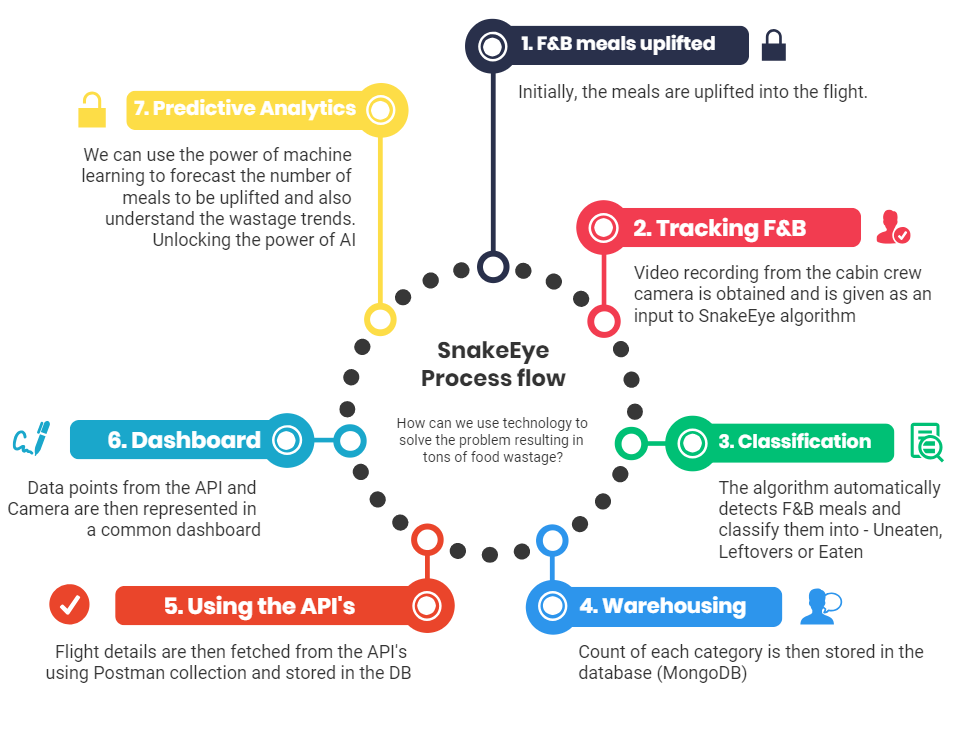 1. F&B meals uplifted
Initially, the meals are uplifted into the flight.
2. Tracking F&B
Video recording from the cabin crew
camera is obtained and is given as an
input to SnakeEye algorithm
3. Classification
The algorithm automatically
detects F&B meals and
classify them into - Uneaten,
Leftovers or Eaten
4. Warehousing
Count of each category is then stored in the
database (MongoDB)
5. Using the API's
Flight details are then fetched from the API's
using Postman collection and stored in the DB
6. Dashboard
Data points from the API and
Camera are then represented in
a common dashboard
7. Predictive Analytics
We can use the power of machine
learning to forecast the number of
meals to be uplifted and also
understand the wastage trends.
Unlocking the power of AI
SnakeEye
Process flow
How can we use technology to
solve the problem resulting in
tons of food wastage?